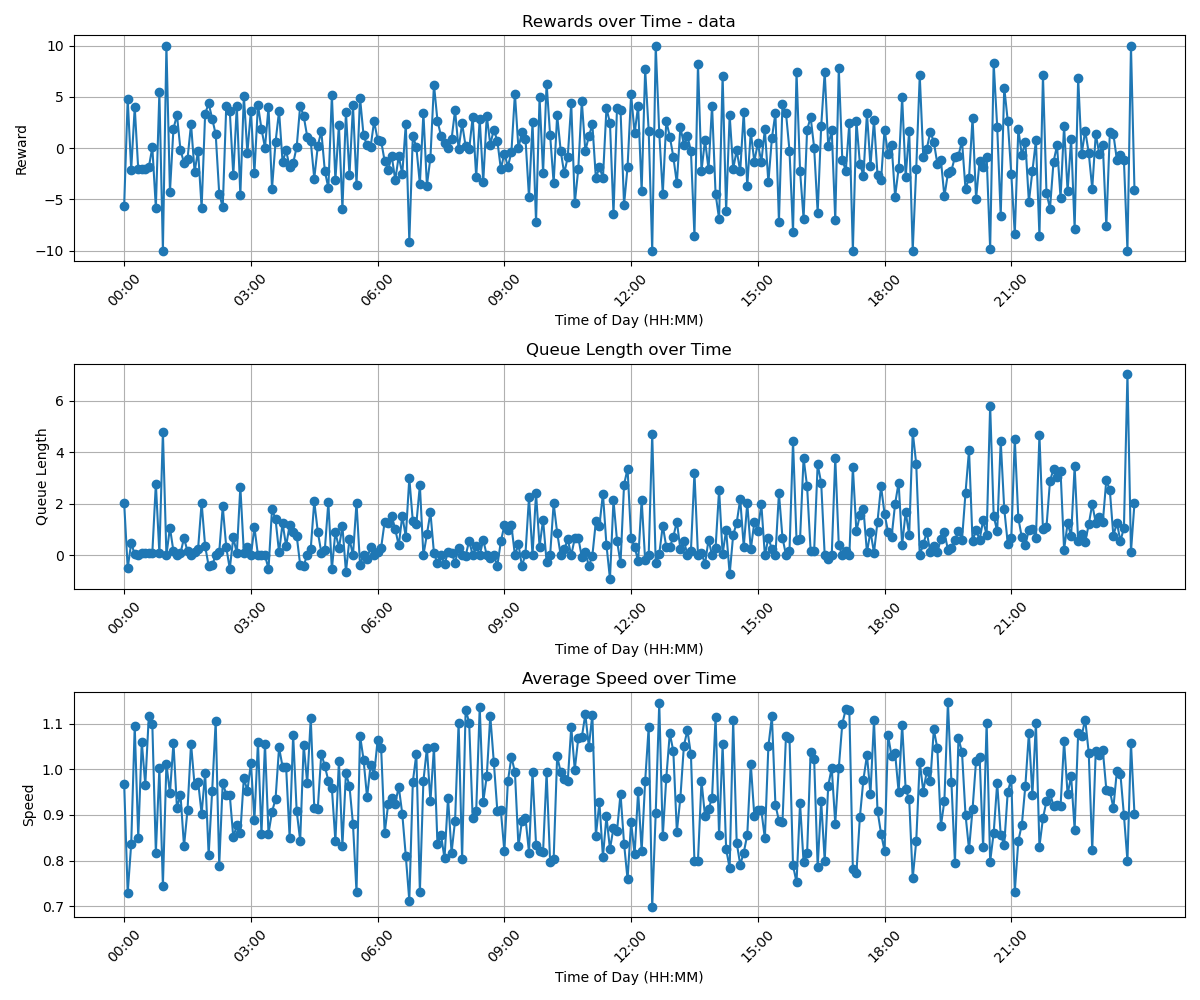 Rewards over Time - data
10
5
0
−5
−10
Reward
00:00 03:00 06:00 09:00 12:00 15:00 18:00 21:00
Time of Day (HH:MM)
Queue Length over Time
6
4
2
0
Queue Length
00:00 03:00 06:00 09:00 12:00 15:00 18:00 21:00
Time of Day (HH:MM)
Average Speed over Time
1.1
1.0
0.9
0.8
0.7
Speed
00:00 03:00 06:00 09:00 12:00 15:00 18:00 21:00
Time of Day (HH:MM)